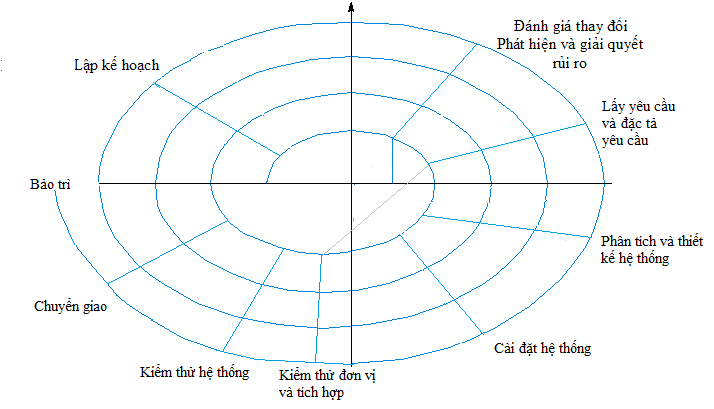 Đánh giá thay đổi
Phát hiện và giải quyết
rủi ro
Lập kế hoạch
Lấy yêu cầu
và đặc tả
yêu cầu
Bảo trì
Phân tích và thiết
kế hệ thống
Chuyển giao
Cài đặt hệ thống
Kiểm thử hệ thống
Kiểm thử đơn vị
và tích hợp